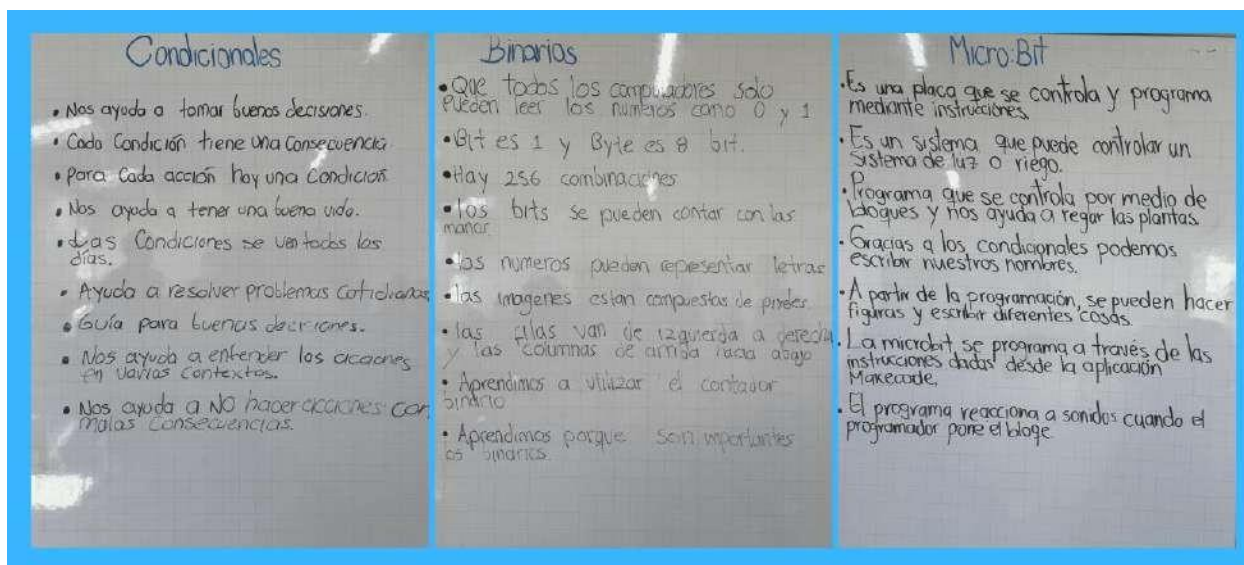 Condicionales
• Nos ayuda a tomar buenas decisiones.
• Cada Condición tiene una consecuencia.
• Para cada acción hay una Condición
• Nos ayuda a tener una buena vida.
• Las Condiciones se ven todos los
días.
• Ayuda a resolver problemas cotidianos
• Guía para buenas decisiones.
• Nos ayuda a entender las acciones
en varias contextos.
• Nos ayuda a NO hacer acciones con
malas consecuencias.
Binarios
• Que todos los computadores solo
pueden leer los numeros como 0 y 1
• Bit es 1 y Byte es 8 bit.
• Hay 256 combinaciones
• los bits se pueden contar con las
manos
• los numeros pueden representar letras
• las imagenes estan compuestas de pixeles
• las filas van de izquierda a derecha
y las columnas de arriba hacia abajo
• Aprendimos a utilizar el contador
binario
• Aprendimos porque son importantes
os binarios
Micro:Bit
• Es una placa que se controla y programa
mediante instrucciónes
• Es un sistema que puede controlar un
sistema de luz o riego.
• Programa que se controla por medio de
bloques y nos ayuda a regar las plantas
• Gracias a los condicionales podemos
escribir nuestros nombres.
• A partir de la programación, se pueden hacer
figuras y escribir diferentes cosas
• La microbit, se programa a través de las
instrucciones dadas desde la aplicación
Makecode.
• El programa reacciona a sonidos cuando el
programador pone el bloge